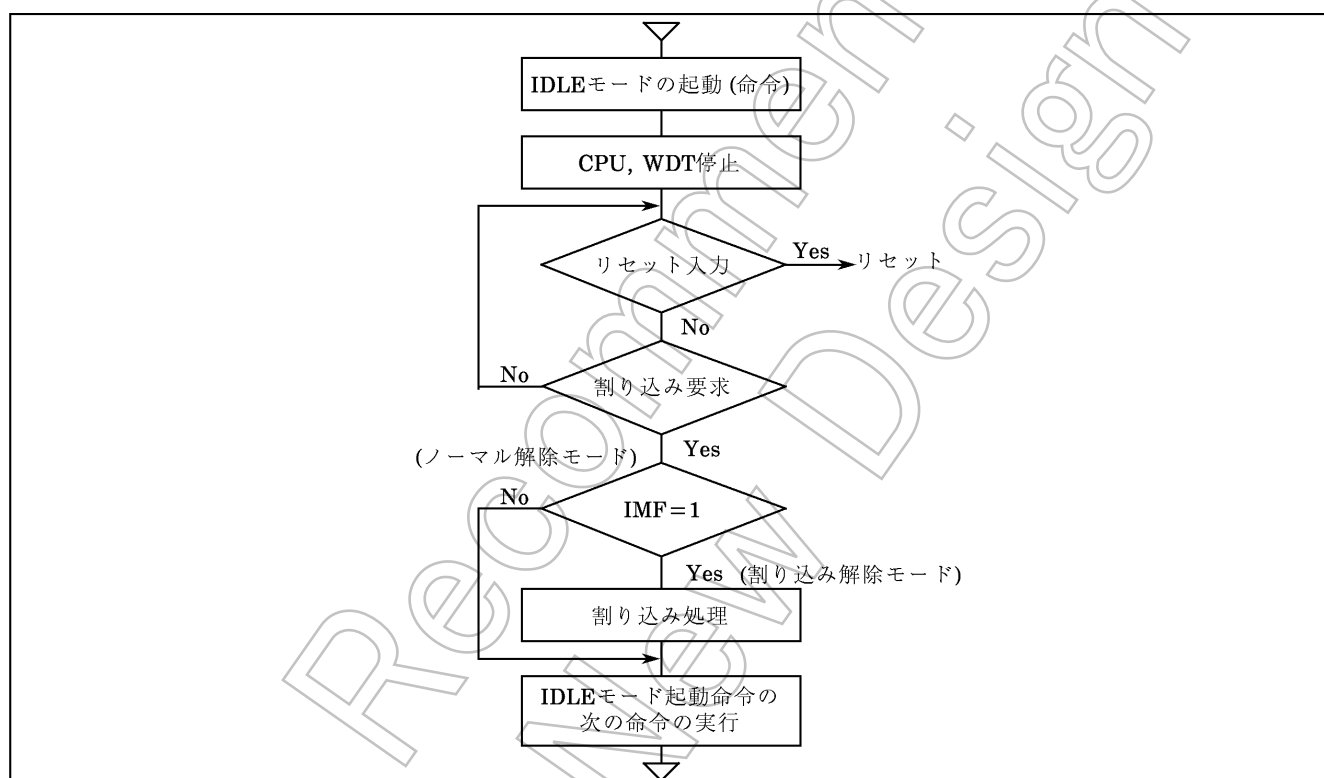 IDLEモードの起動 (命令)
CPU, WDT停止
リセット入力
Yes
リセット
No
割り込み要求
No
Yes
(ノーマル解除モード)
No
IMF=1
Yes (割り込み解除モード)
割り込み処理
IDLEモード起動命令の
次の命令の実行
Recommen
New Design